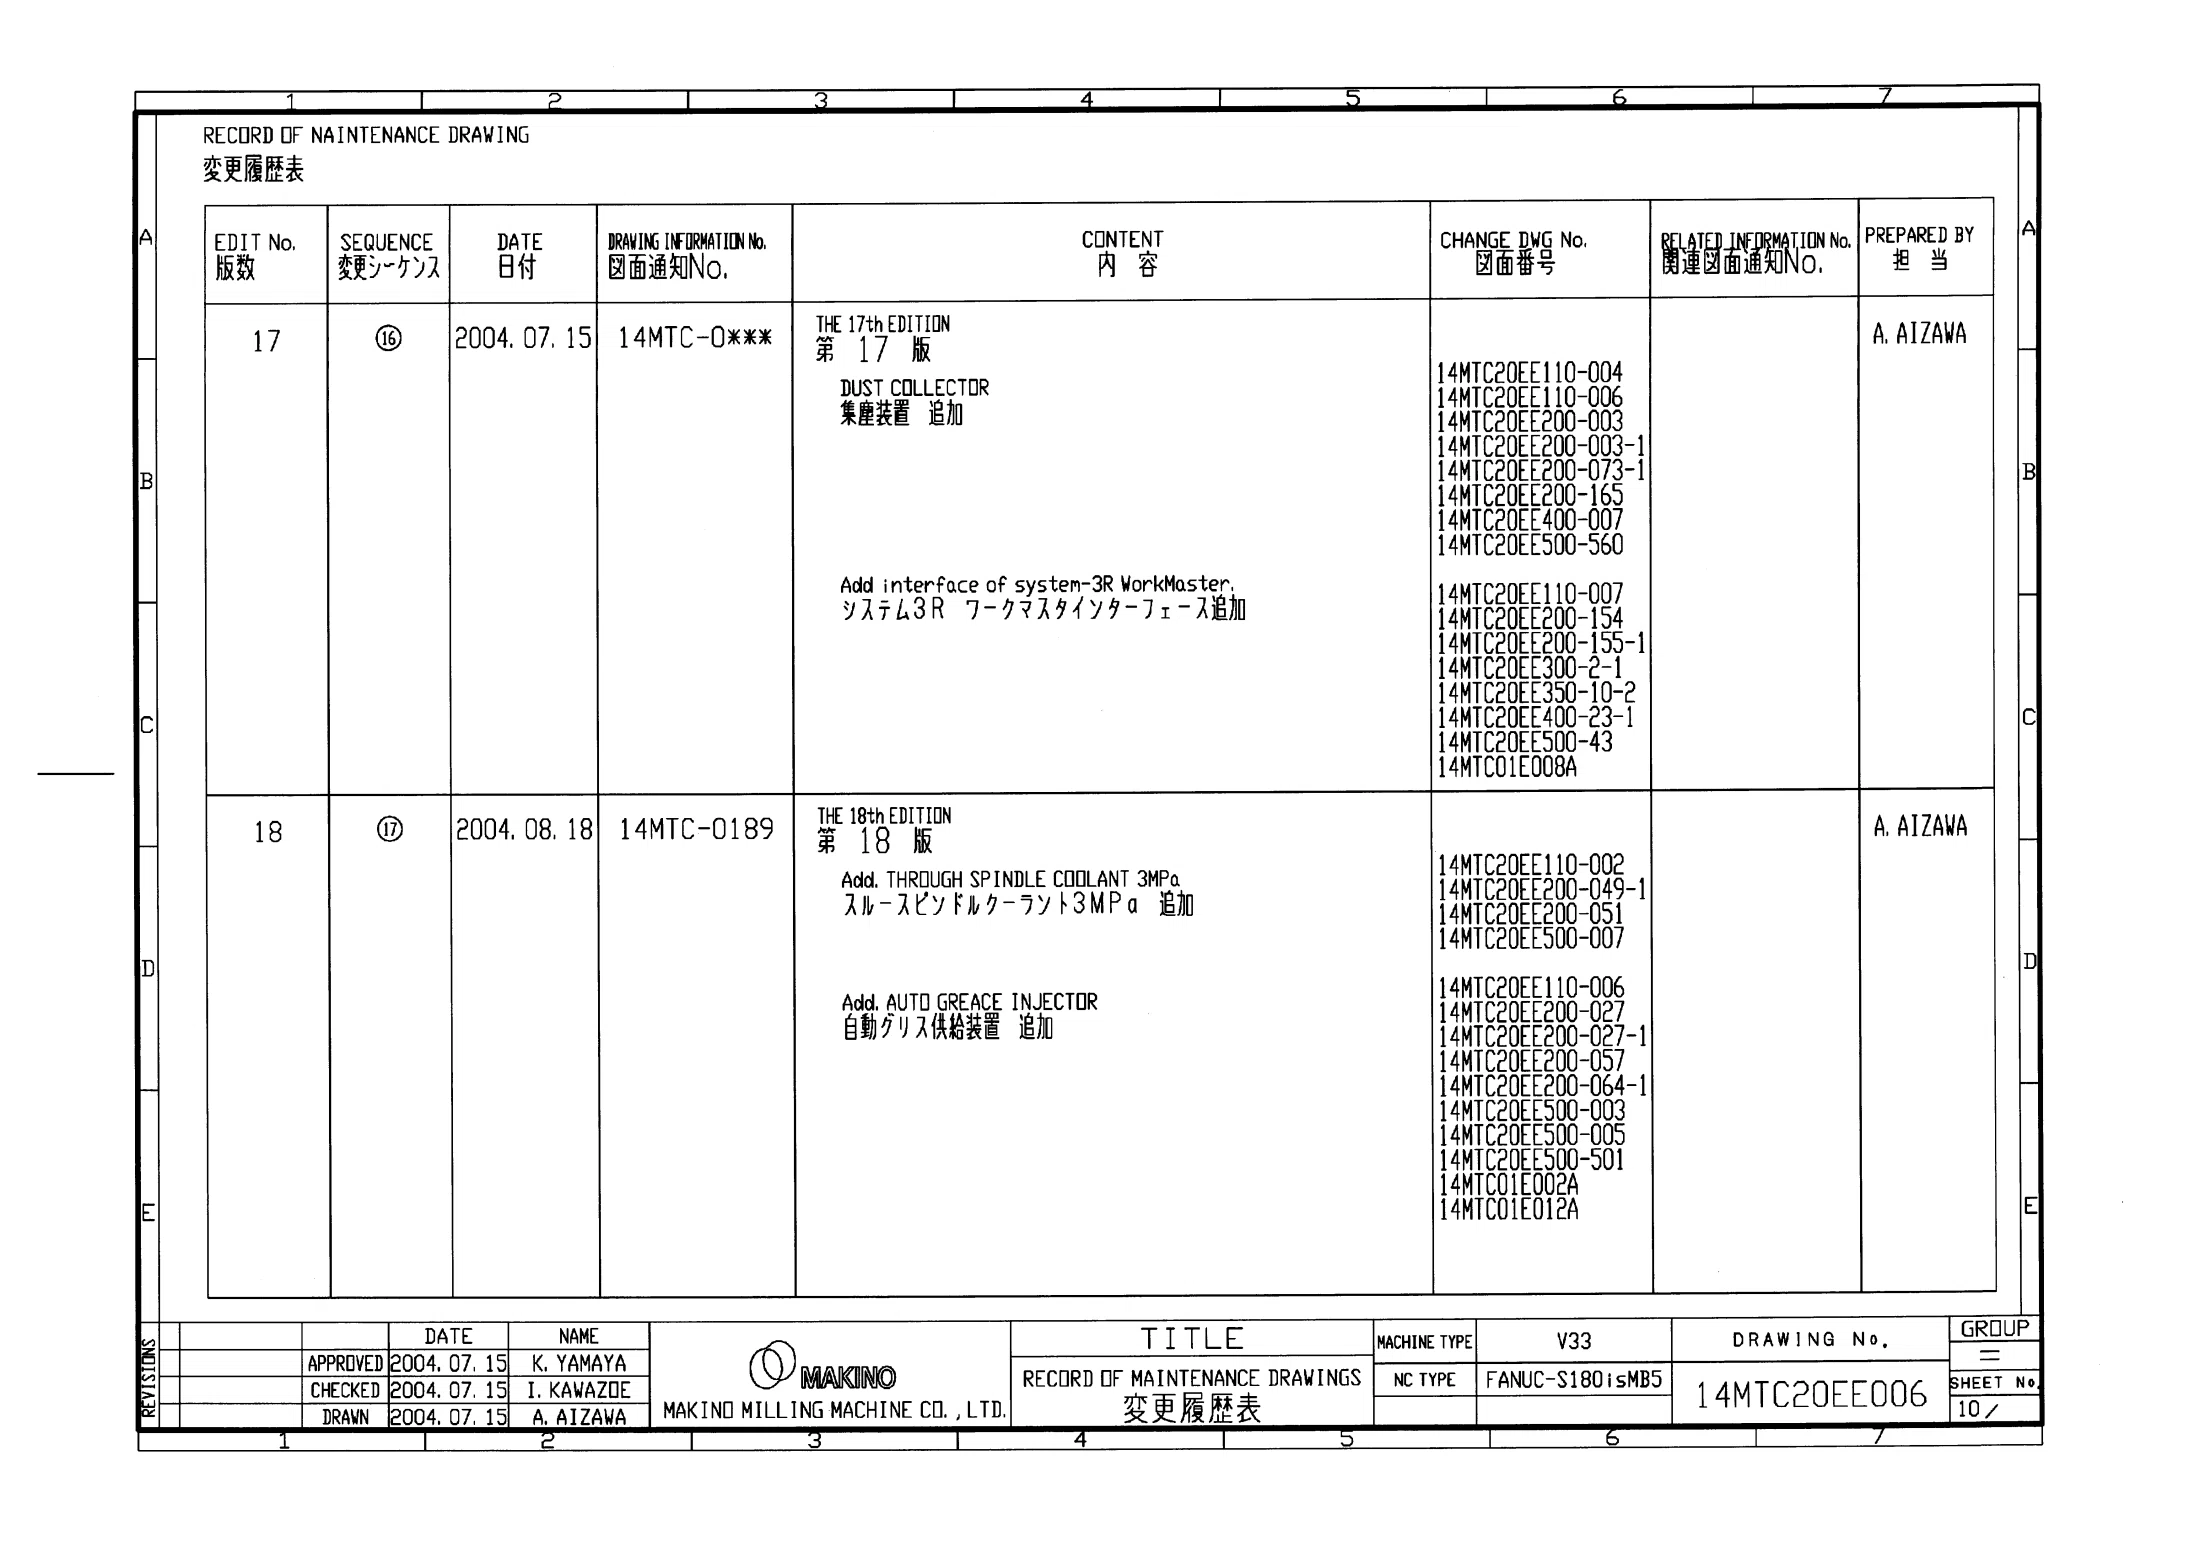 1 2 3 4 5 6 7
RECORD OF NAINTENANCE DRAWING
変更履歴表
EDIT No. SEQUENCE DATE DRAWING INFORMATION No. CONTENT CHANGE DWG No. RELATED INFORMATION No. PREPARED BY
版数 変更シーケンス 日付 図面通知No. 内 容 図面番号 関連図面通知No. 担 当
17 ⑯ 2004.07.15 14MTC-0*** THE 17th EDITION A.AIZAWA
第 17 版
14MTC20EE110-004
DUST COLLECTOR 14MTC20EE110-006
集塵装置 追加 14MTC20EE200-003
14MTC20EE200-003-1
14MTC20EE200-073-1
14MTC20EE200-165
14MTC20EE400-007
14MTC20EE500-560
Add interface of system-3R WorkMaster. 14MTC20EE110-007
システム3R ワークマスタインターフェース追加 14MTC20EE200-154
14MTC20EE200-155-1
14MTC20EE300-2-1
14MTC20EE350-10-2
14MTC20EE400-23-1
14MTC20EE500-43
14MTC01E008A
18 ⑰ 2004.08.18 14MTC-0189 THE 18th EDITION A.AIZAWA
第 18 版
14MTC20EE110-002
Add. THROUGH SPINDLE COOLANT 3MPa 14MTC20EE200-049-1
スルースピンドルクーラント3MPa 追加 14MTC20EE200-051
14MTC20EE500-007
Add. AUTO GREACE INJECTOR 14MTC20EE110-006
自動グリス供給装置 追加 14MTC20EE200-027
14MTC20EE200-027-1
14MTC20EE200-057
14MTC20EE200-064-1
14MTC20EE500-003
14MTC20EE500-005
14MTC20EE500-501
14MTC01E002A
14MTC01E012A
A A
B B
C C
D D
E E
REVISIONS
DATE NAME
APPROVED 2004.07.15 K.YAMAYA
CHECKED 2004.07.15 I.KAWAZOE
DRAWN 2004.07.15 A.AIZAWA
MAKINO
MAKINO MILLING MACHINE CO.,LTD.
TITLE
RECORD OF MAINTENANCE DRAWINGS
変更履歴表
MACHINE TYPE V33
NC TYPE FANUC-S180isMB5
DRAWING No.
14MTC20EE006
GROUP
=
SHEET No.
10/
1 2 3 4 5 6 7